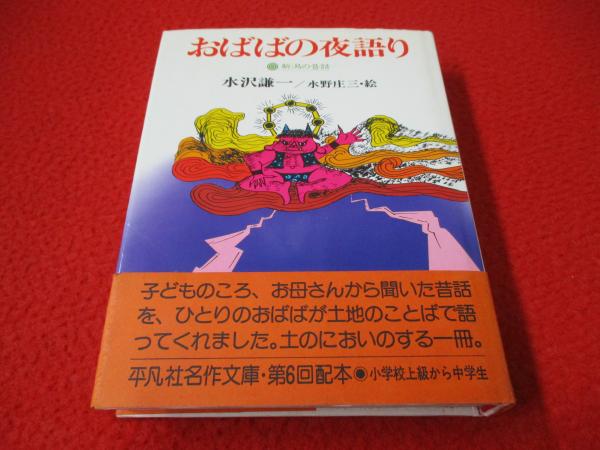 おばばの夜語り
昔話
水沢謙一／水野庄三・絵
子どものころ、お母さんから聞いた昔話
を、ひとりのおばばが土地のことばで語
ってくれました。土のにおいのする一冊。
平凡社名作文庫・第6回配本◉小学校上級から中学生